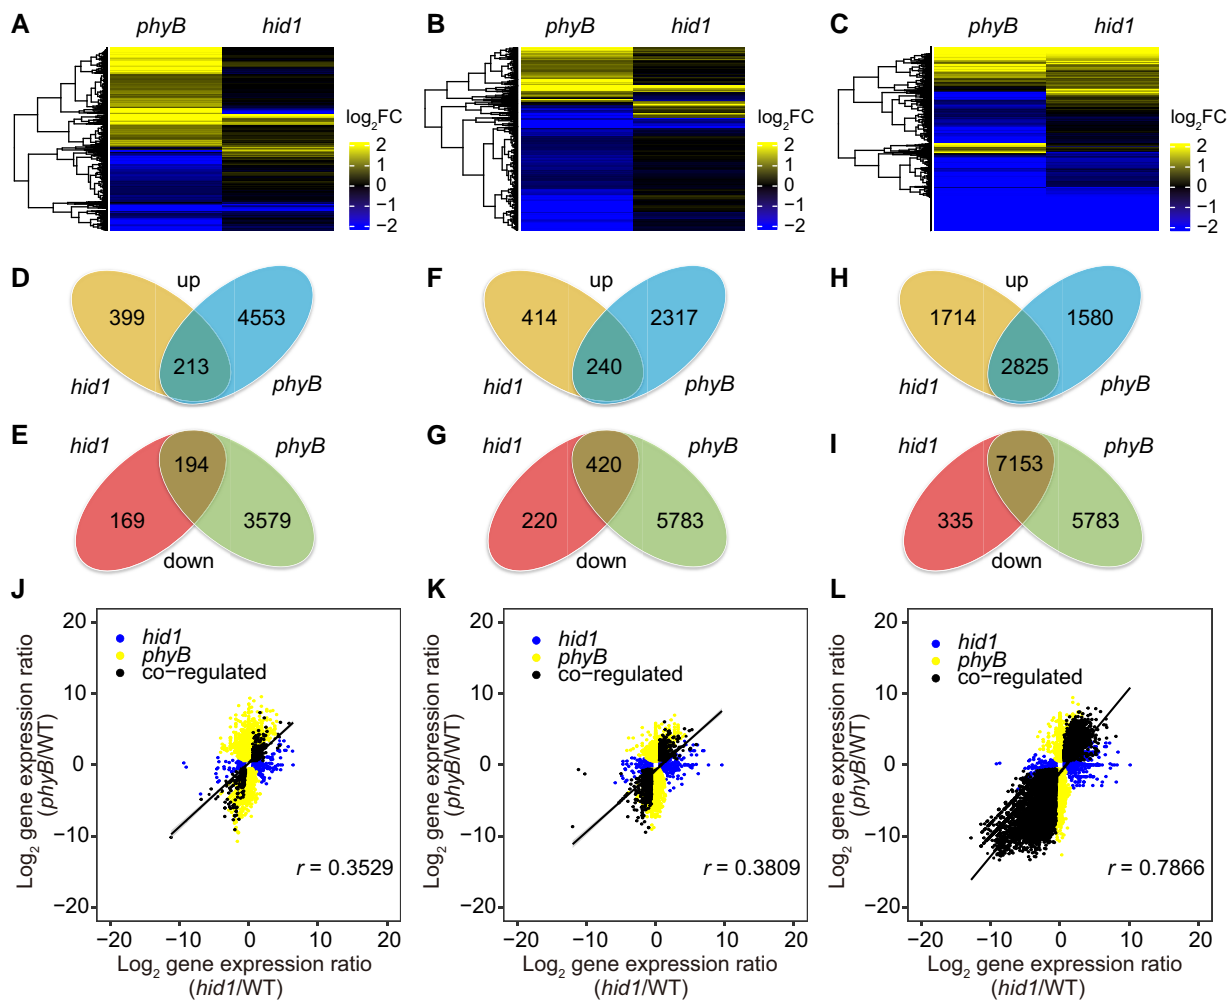 A
phyB hid1
log2FC
2
1
0
−1
−2
B
phyB hid1
log2FC
2
1
0
−1
−2
C
phyB hid1
log2FC
2
1
0
−1
−2
D
up
399
4553
213
hid1
phyB
F
up
414
2317
240
hid1
phyB
H
up
1714
1580
2825
hid1
phyB
E
hid1
phyB
194
169
3579
down
G
hid1
phyB
420
220
5783
down
I
hid1
phyB
7153
335
5783
down
J
Log2 gene expression ratio
(phyB/WT)
20
10
0
−10
−20
hid1
phyB
co−regulated
r = 0.3529
−20 −10 0 10 20
Log2 gene expression ratio
(hid1/WT)
K
Log2 gene expression ratio
(phyB/WT)
20
10
0
−10
−20
hid1
phyB
co−regulated
r = 0.3809
−20 −10 0 10 20
Log2 gene expression ratio
(hid1/WT)
L
Log2 gene expression ratio
(phyB/WT)
20
10
0
−10
−20
hid1
phyB
co−regulated
r = 0.7866
−20 −10 0 10 20
Log2 gene expression ratio
(hid1/WT)